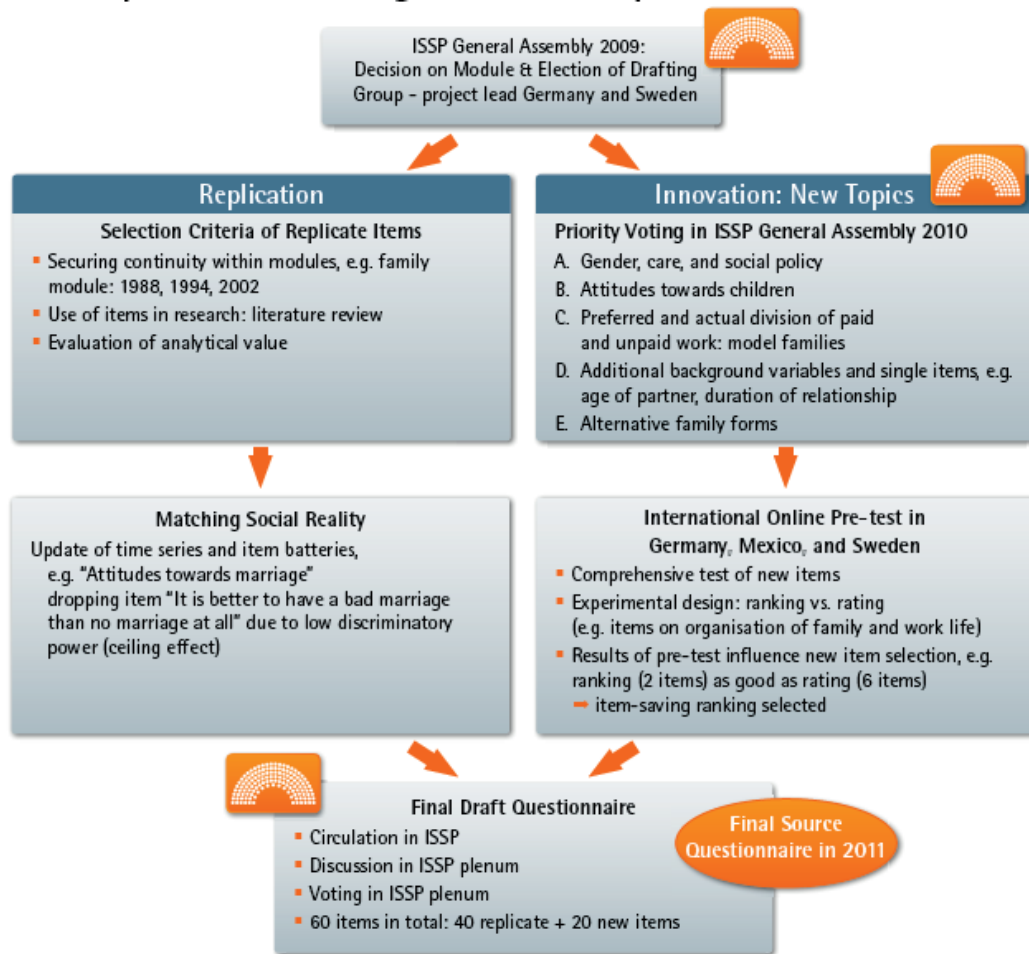 ISSP General Assembly 2009:
Decision on Module & Election of Drafting
Group - project lead Germany and Sweden
Replication
Selection Criteria of Replicate Items
▪ Securing continuity within modules, e.g. family
module: 1988, 1994, 2002
▪ Use of items in research: literature review
▪ Evaluation of analytical value
Innovation: New Topics
Priority Voting in ISSP General Assembly 2010
A. Gender, care, and social policy
B. Attitudes towards children
C. Preferred and actual division of paid
and unpaid work: model families
D. Additional background variables and single items, e.g.
age of partner, duration of relationship
E. Alternative family forms
Matching Social Reality
Update of time series and item batteries,
e.g. "Attitudes towards marriage"
dropping item "It is better to have a bad marriage
than no marriage at all" due to low discriminatory
power (ceiling effect)
International Online Pre-test in
Germany, Mexico, and Sweden
▪ Comprehensive test of new items
▪ Experimental design: ranking vs. rating
(e.g. items on organisation of family and work life)
▪ Results of pre-test influence new item selection, e.g.
ranking (2 items) as good as rating (6 items)
➡ item-saving ranking selected
Final Draft Questionnaire
▪ Circulation in ISSP
▪ Discussion in ISSP plenum
▪ Voting in ISSP plenum
▪ 60 items in total: 40 replicate + 20 new items
Final Source
Questionnaire in 2011